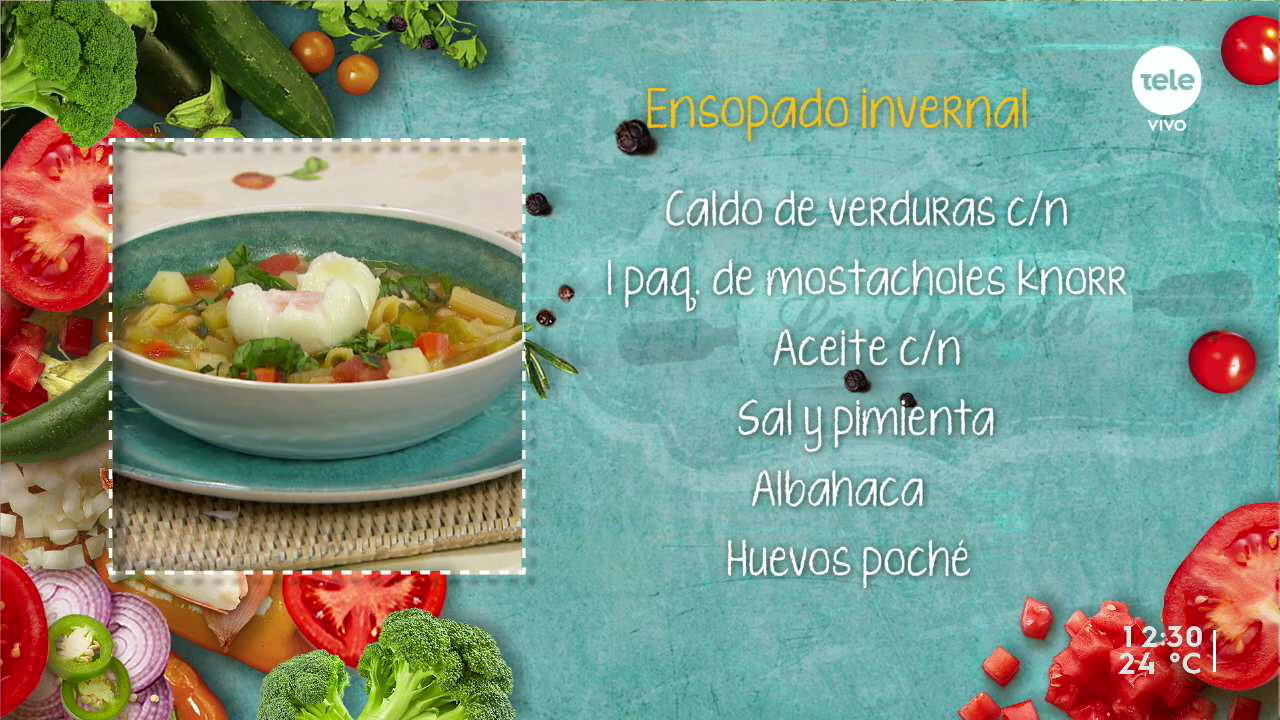 Ensopado invernal
tele
VIVO
Caldo de verduras c/n
1 paq. de mostacholes knorr
Aceite c/n
Sal y pimienta
Albahaca
Huevos poché
12:30
24 °C